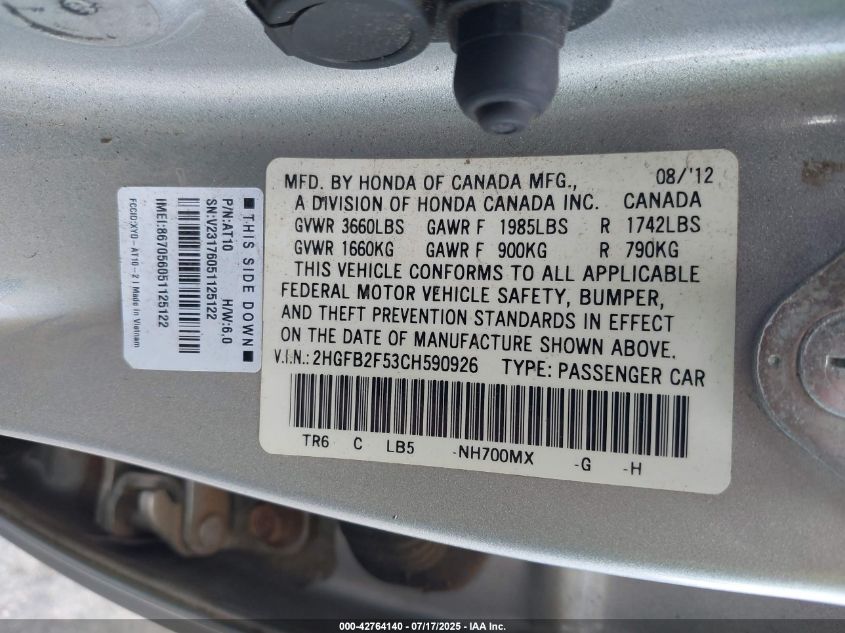 MFD. BY HONDA OF CANADA MFG., 08/'12
A DIVISION OF HONDA CANADA INC. CANADA
GVWR 3660LBS GAWR F 1985LBS R 1742LBS
GVWR 1660KG GAWR F 900KG R 790KG
THIS VEHICLE CONFORMS TO ALL APPLICABLE
FEDERAL MOTOR VEHICLE SAFETY, BUMPER,
AND THEFT PREVENTION STANDARDS IN EFFECT
ON THE DATE OF MANUFACTURE SHOWN ABOVE.
V.I.N.: 2HGFB2F53CH590926 TYPE: PASSENGER CAR
TR6 C LB5 -NH700MX -G -H
■ THIS SIDE DOWN ■
P/N:AT10 H/W:6.0
SN:V23176051125122
IMEI:867056051125122
FCCID:XYO-AT10-2 | Made in Vietnam
000-42764140 - 07/17/2025 - IAA Inc.